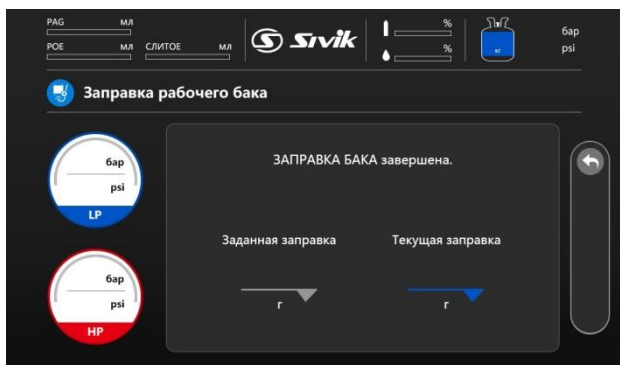 PAG мл
POE мл СЛИТОЕ мл
Sivik
%
%
кг
бар
psi
Заправка рабочего бака
бар
psi
LP
ЗАПРАВКА БАКА завершена.
Заданная заправка Текущая заправка
г г
бар
psi
HP